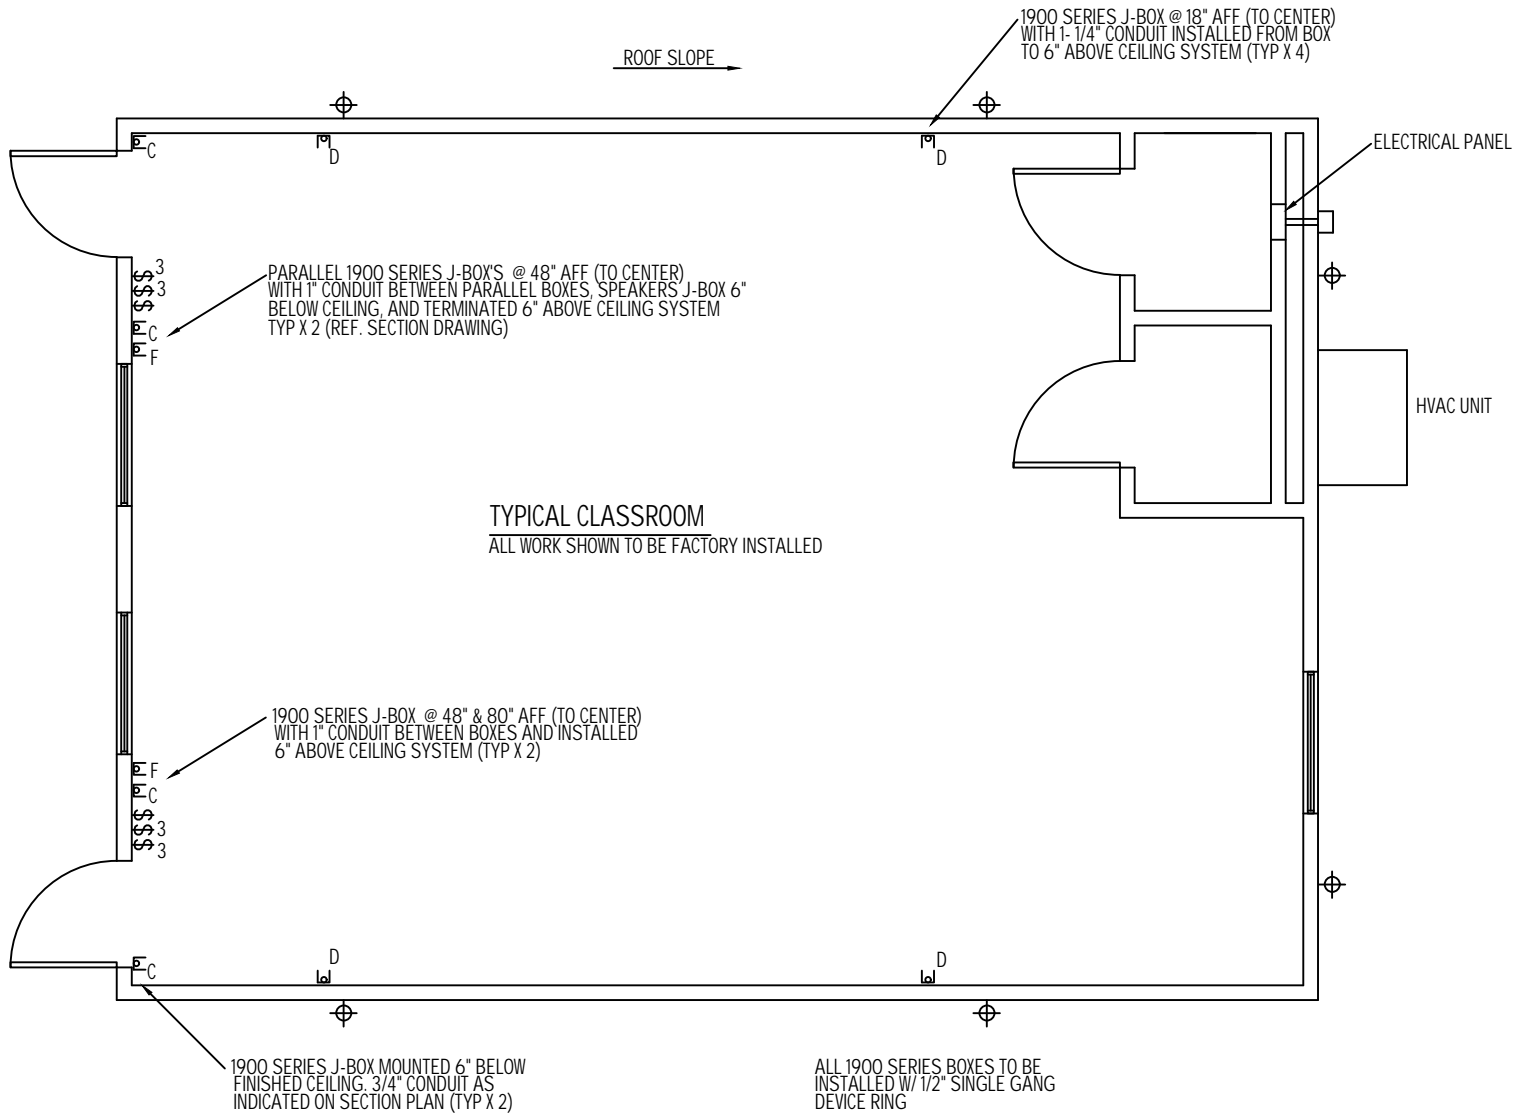 1900 SERIES J-BOX @ 18" AFF (TO CENTER)
WITH 1- 1/4" CONDUIT INSTALLED FROM BOX
TO 6" ABOVE CEILING SYSTEM (TYP X 4)
ROOF SLOPE
ELECTRICAL PANEL
C
D
D
3
3
C
F
PARALLEL 1900 SERIES J-BOX'S @ 48" AFF (TO CENTER)
WITH 1" CONDUIT BETWEEN PARALLEL BOXES, SPEAKERS J-BOX 6"
BELOW CEILING, AND TERMINATED 6" ABOVE CEILING SYSTEM
TYP X 2 (REF. SECTION DRAWING)
HVAC UNIT
TYPICAL CLASSROOM
ALL WORK SHOWN TO BE FACTORY INSTALLED
1900 SERIES J-BOX @ 48" & 80" AFF (TO CENTER)
WITH 1" CONDUIT BETWEEN BOXES AND INSTALLED
6" ABOVE CEILING SYSTEM (TYP X 2)
F
C
3
3
D
D
C
1900 SERIES J-BOX MOUNTED 6" BELOW
FINISHED CEILING. 3/4" CONDUIT AS
INDICATED ON SECTION PLAN (TYP X 2)
ALL 1900 SERIES BOXES TO BE
INSTALLED W/ 1/2" SINGLE GANG
DEVICE RING